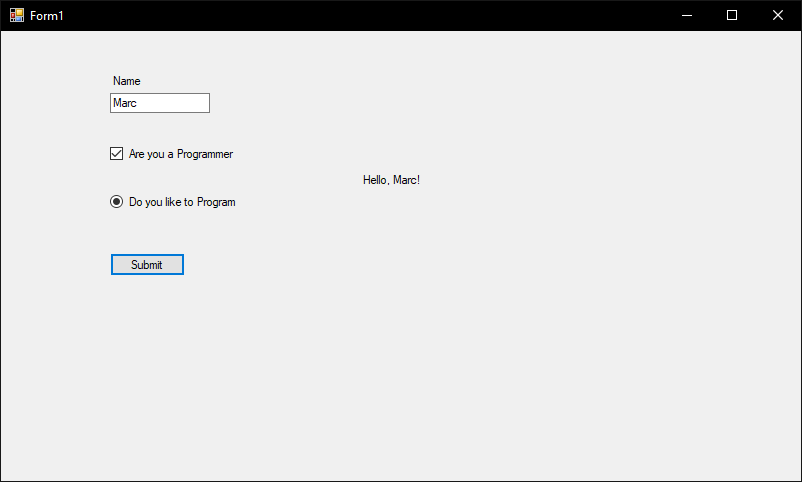 Form1
Name
Marc
Are you a Programmer
Hello, Marc!
Do you like to Program
Submit